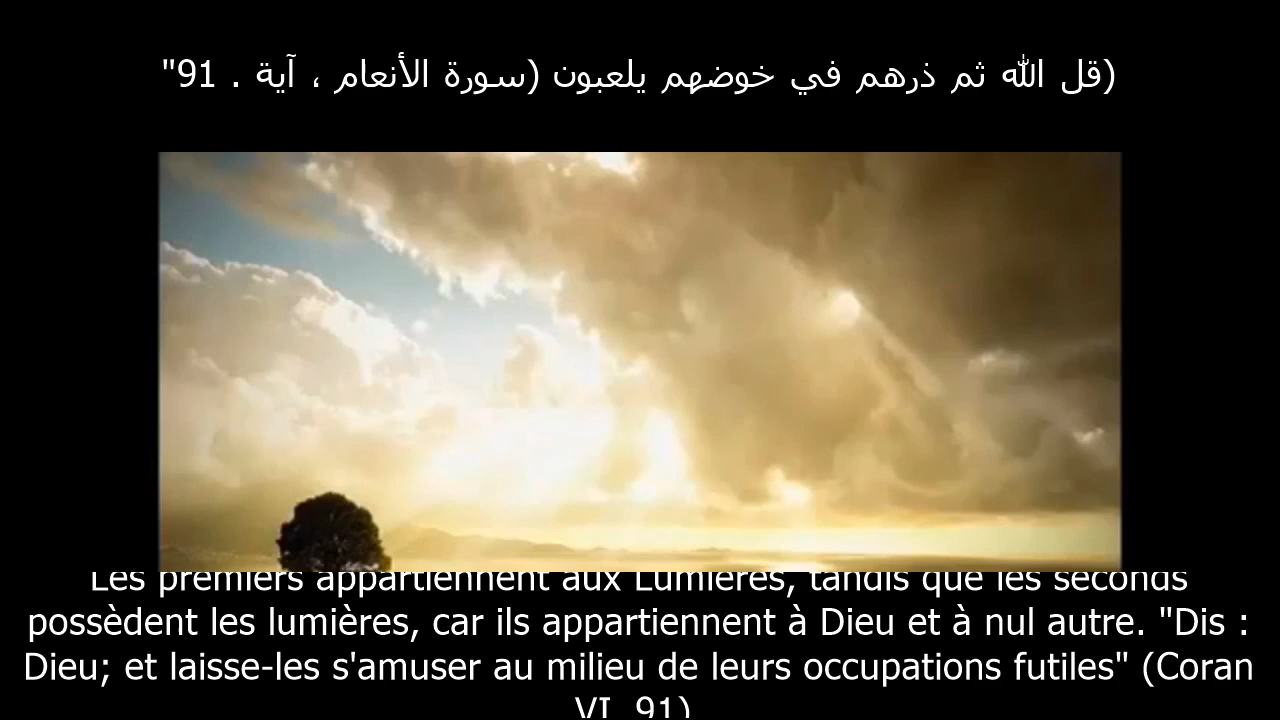 (قل الله ثم ذرهم في خوضهم يلعبون (سورة الأنعام ، آية . 91"
Les premiers appartiennent aux Lumières, tandis que les seconds
possèdent les lumières, car ils appartiennent à Dieu et à nul autre. "Dis :
Dieu; et laisse-les s'amuser au milieu de leurs occupations futiles" (Coran
VI, 91)